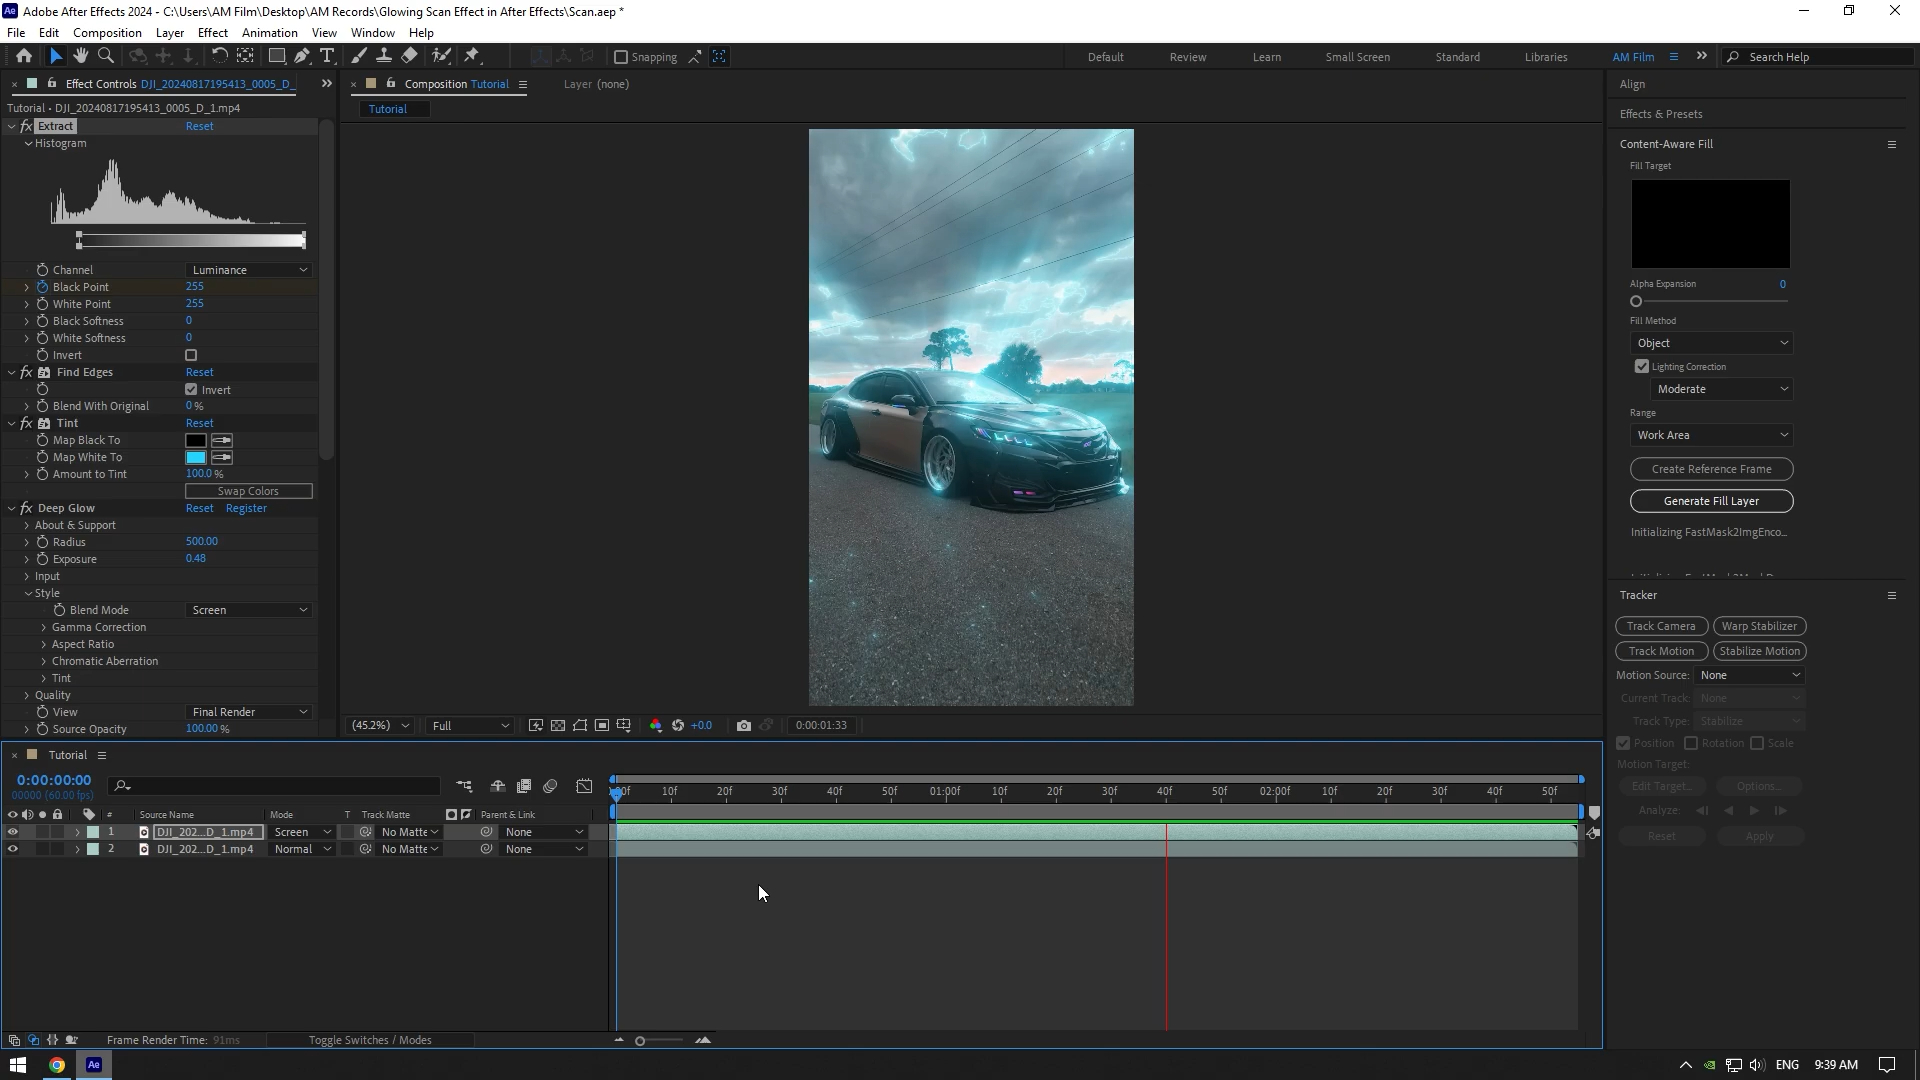 Adobe After Effects 2024 - C:\Users\AM Film\Desktop\AM Records\Glowing Scan Effect in After Effects\Scan.aep *
File Edit Composition Layer Effect Animation View Window Help
Snapping
Default Review Learn Small Screen Standard Libraries AM Film Search Help
Effect Controls DJI_20240817195413_0005_D_
Composition Tutorial
Layer (none)
Tutorial • DJI_20240817195413_0005_D_1.mp4
Tutorial
fx Extract Reset
Histogram
Channel Luminance
Black Point 255
White Point 255
Black Softness 0
White Softness 0
Invert
fx Find Edges Reset
Invert
Blend With Original 0 %
fx Tint Reset
Map Black To
Map White To
Amount to Tint 100.0 %
Swap Colors
fx Deep Glow Reset Register
About & Support
Radius 500.00
Exposure 0.48
Input
Style
Blend Mode Screen
Gamma Correction
Aspect Ratio
Chromatic Aberration
Tint
Quality
View Final Render
Source Opacity 100.00 %
(45.2%) Full +0.0 0:00:01:33
Align
Effects & Presets
Content-Aware Fill
Fill Target
Alpha Expansion 0
Fill Method
Object
Lighting Correction
Moderate
Range
Work Area
Create Reference Frame
Generate Fill Layer
Initializing FastMask2ImgEnco...
Tracker
Track Camera Warp Stabilizer
Track Motion Stabilize Motion
Motion Source: None
Current Track: None
Track Type: Stabilize
Position Rotation Scale
Motion Target:
Edit Target... Options...
Analyze:
Reset Apply
Tutorial
0:00:00:00
00000 (60.00 fps)
10f 20f 30f 40f 50f 01:00f 10f 20f 30f 40f 50f 02:00f 10f 20f 30f 40f 50f
# Source Name Mode T Track Matte Parent & Link
1 DJI_202...D_1.mp4 Screen No Matte None
2 DJI_202...D_1.mp4 Normal No Matte None
Frame Render Time: 91ms
Toggle Switches / Modes
Ae
ENG 9:39 AM